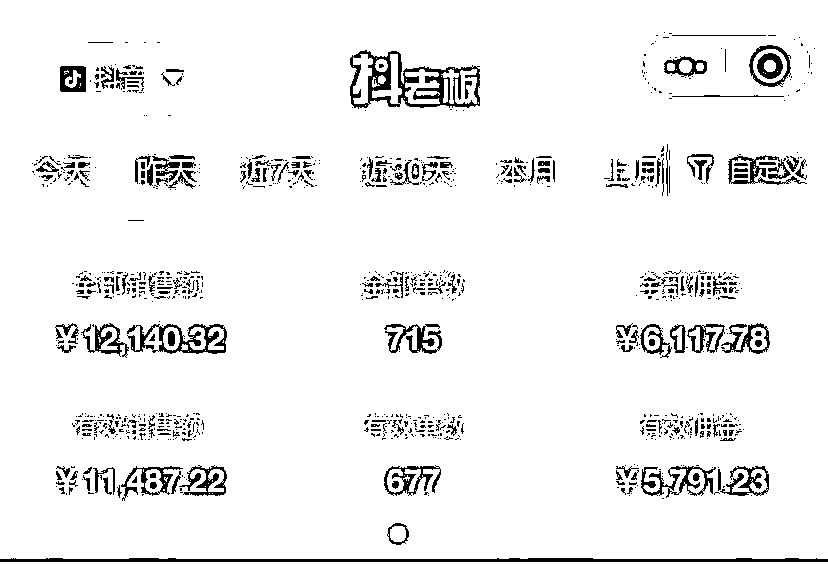 抖音 抖老板
今天 昨天 近7天 近30天 本月 上月 自定义
全部销售额 全部单数 全部佣金
¥12,140.32 715 ¥6,117.78
有效销售额 有效单数 有效佣金
¥11,487.22 677 ¥5,791.23